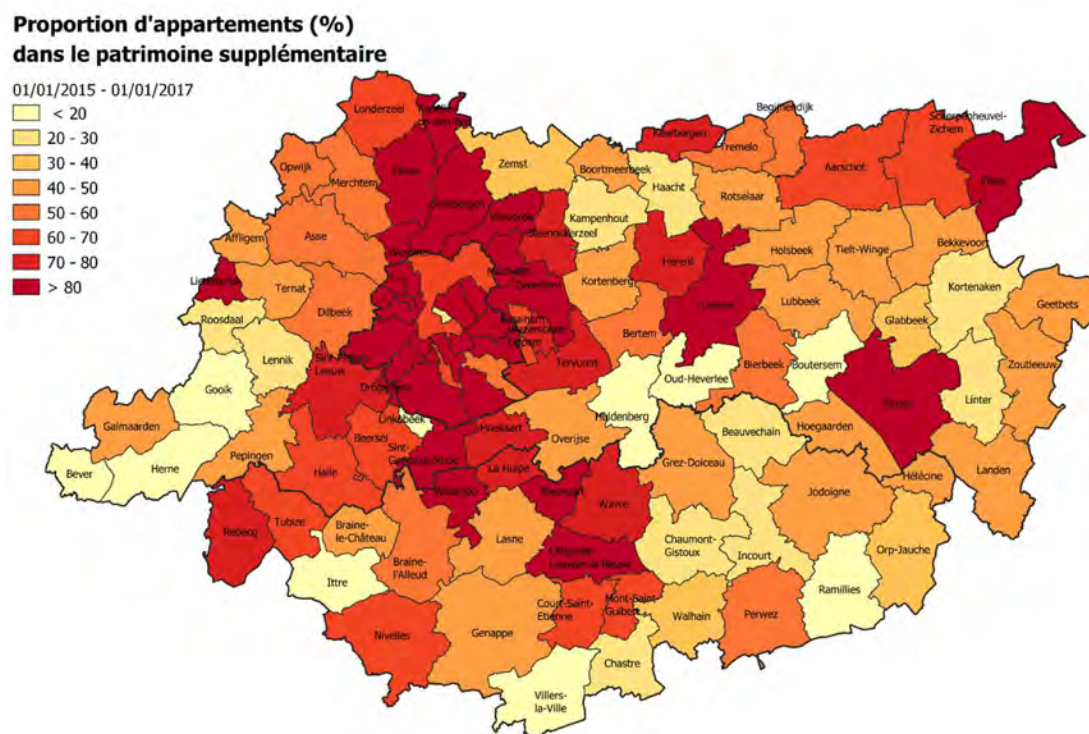 Proportion d'appartements (%)
dans le patrimoine supplémentaire
01/01/2015 - 01/01/2017
< 20
20 - 30
30 - 40
40 - 50
50 - 60
60 - 70
70 - 80
> 80
Londerzeel
Begijnendijk
Scherpenheuvel-
Zichem
Keerbergen
Tremelo
Aarschot
Opwijk
Merchtem
Zemst
Boortmeerbeek
Haacht
Rotselaar
Kampenhout
Affligem
Asse
Vilvoorde
Steenokkerzeel
Holsbeek
Tielt-Winge
Bekkevoort
Herent
Leuven
Kortenberg
Kortenaken
Geetbets
Ternat
Dilbeek
Machelen
Zaventem
Lubbeek
Glabbeek
Roosdaal
Lennik
Bertem
Bierbeek
Boutersem
Zoutleeuw
Tervuren
Oud-Heverlee
Gooik
Drogenbos
Linter
Linkebeek
Huldenberg
Hoegaarden
Galmaarden
Beersel
Hoeilaart
Overijse
Beauvechain
Pepingen
Sint-
Genesius-Rode
Grez-Doiceau
Landen
Bever
Herne
Halle
La Hulpe
Hélécine
Waterloo
Rixensart
Wavre
Jodoigne
Rebecq
Tubize
Braine-
le-Château
Lasne
Chaumont-
Gistoux
Incourt
Orp-Jauche
Braine-
l'Alleud
Ittre
Ramillies
Court-Saint-
Etienne
Mont-Saint-
Guibert
Walhain
Perwez
Nivelles
Genappe
Chastre
Villers-
la-Ville